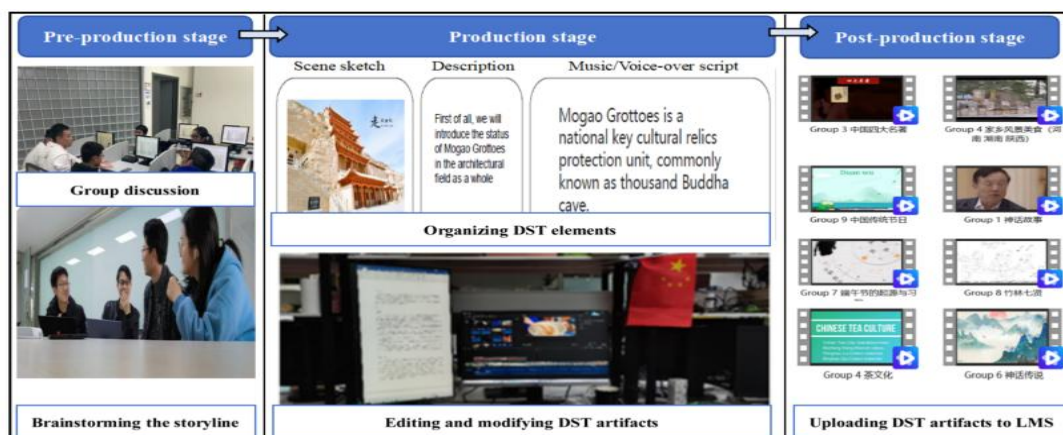 Pre-production stage
Production stage
Post-production stage
Group discussion
Brainstorming the storyline
Scene sketch
Description
Music/Voice-over script
First of all, we will
introduce the status
of Mogao Grottoes
in the architectural
field as a whole
Mogao Grottoes is a
national key cultural relics
protection unit, commonly
known as thousand Buddha
cave.
Organizing DST elements
Editing and modifying DST artifacts
Group 3 中国四大名著
Group 4 家乡风景美食（河
南 湖南 陕西）
Group 9 中国传统节日
Group 1 神话故事
Group 7 端午节的起源与习
Group 8 竹林七贤
CHINESE TEA CULTURE
Group 4 茶文化
Group 6 神话传说
Uploading DST artifacts to LMS